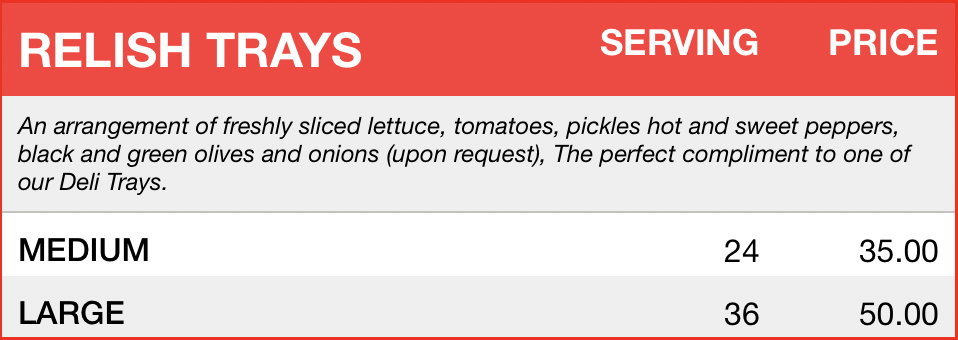 RELISH TRAYS SERVING PRICE
An arrangement of freshly sliced lettuce, tomatoes, pickles hot and sweet peppers,
black and green olives and onions (upon request), The perfect compliment to one of
our Deli Trays.
MEDIUM 24 35.00
LARGE 36 50.00